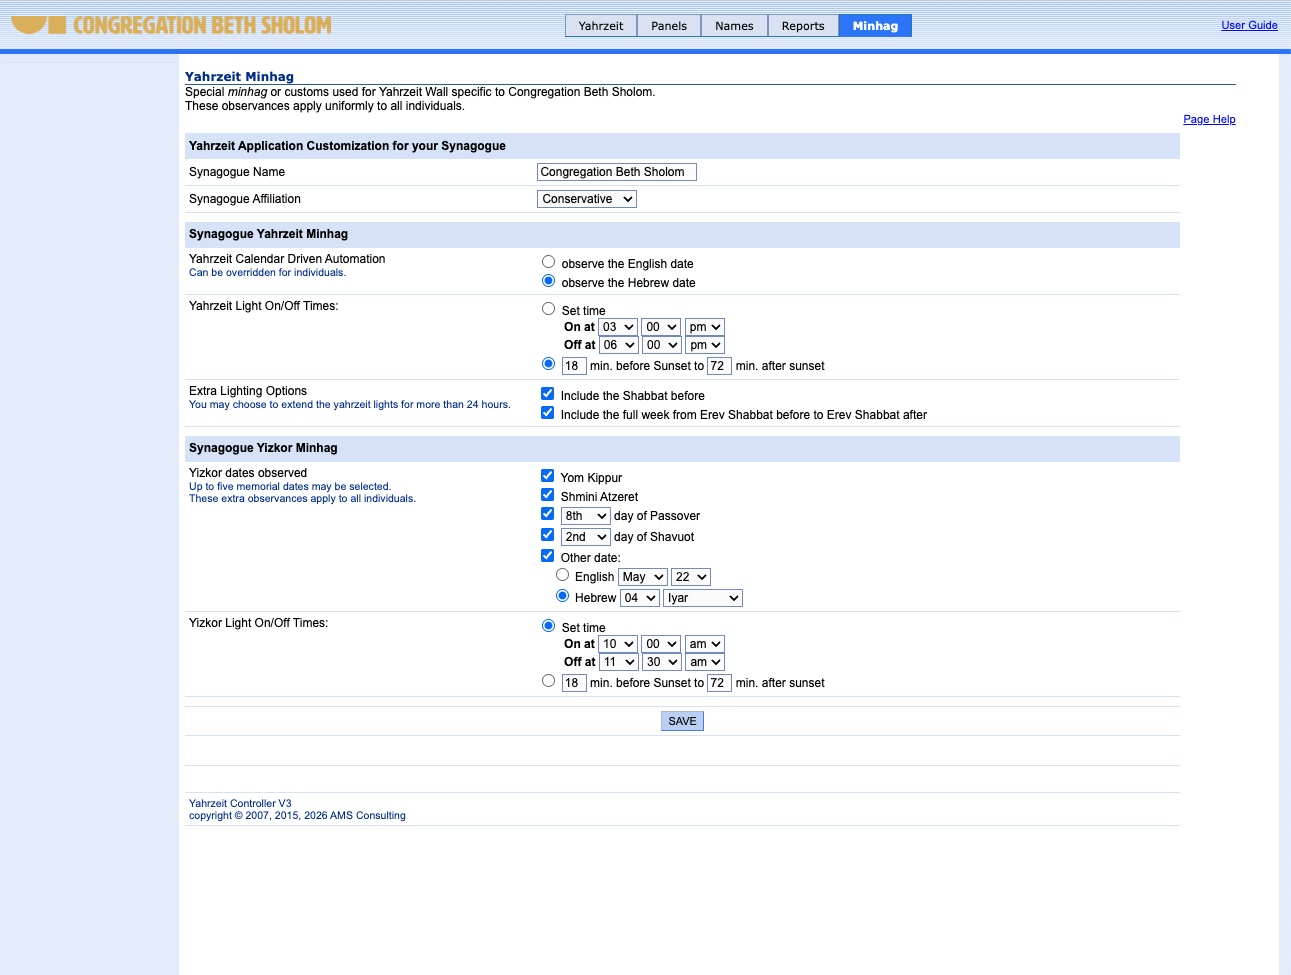 CONGREGATION BETH SHOLOM
Yahrzeit Panels Names Reports Minhag
User Guide
Yahrzeit Minhag
Special minhag or customs used for Yahrzeit Wall specific to Congregation Beth Sholom.
These observances apply uniformly to all individuals.
Page Help
Yahrzeit Application Customization for your Synagogue
Synagogue Name Congregation Beth Sholom
Synagogue Affiliation Conservative
Synagogue Yahrzeit Minhag
Yahrzeit Calendar Driven Automation
Can be overridden for individuals.
observe the English date
observe the Hebrew date
Yahrzeit Light On/Off Times:
Set time
On at 03 00 pm
Off at 06 00 pm
18 min. before Sunset to 72 min. after sunset
Extra Lighting Options
You may choose to extend the yahrzeit lights for more than 24 hours.
Include the Shabbat before
Include the full week from Erev Shabbat before to Erev Shabbat after
Synagogue Yizkor Minhag
Yizkor dates observed
Up to five memorial dates may be selected.
These extra observances apply to all individuals.
Yom Kippur
Shmini Atzeret
8th day of Passover
2nd day of Shavuot
Other date:
English May 22
Hebrew 04 Iyar
Yizkor Light On/Off Times:
Set time
On at 10 00 am
Off at 11 30 am
18 min. before Sunset to 72 min. after sunset
SAVE
Yahrzeit Controller V3
copyright © 2007, 2015, 2026 AMS Consulting